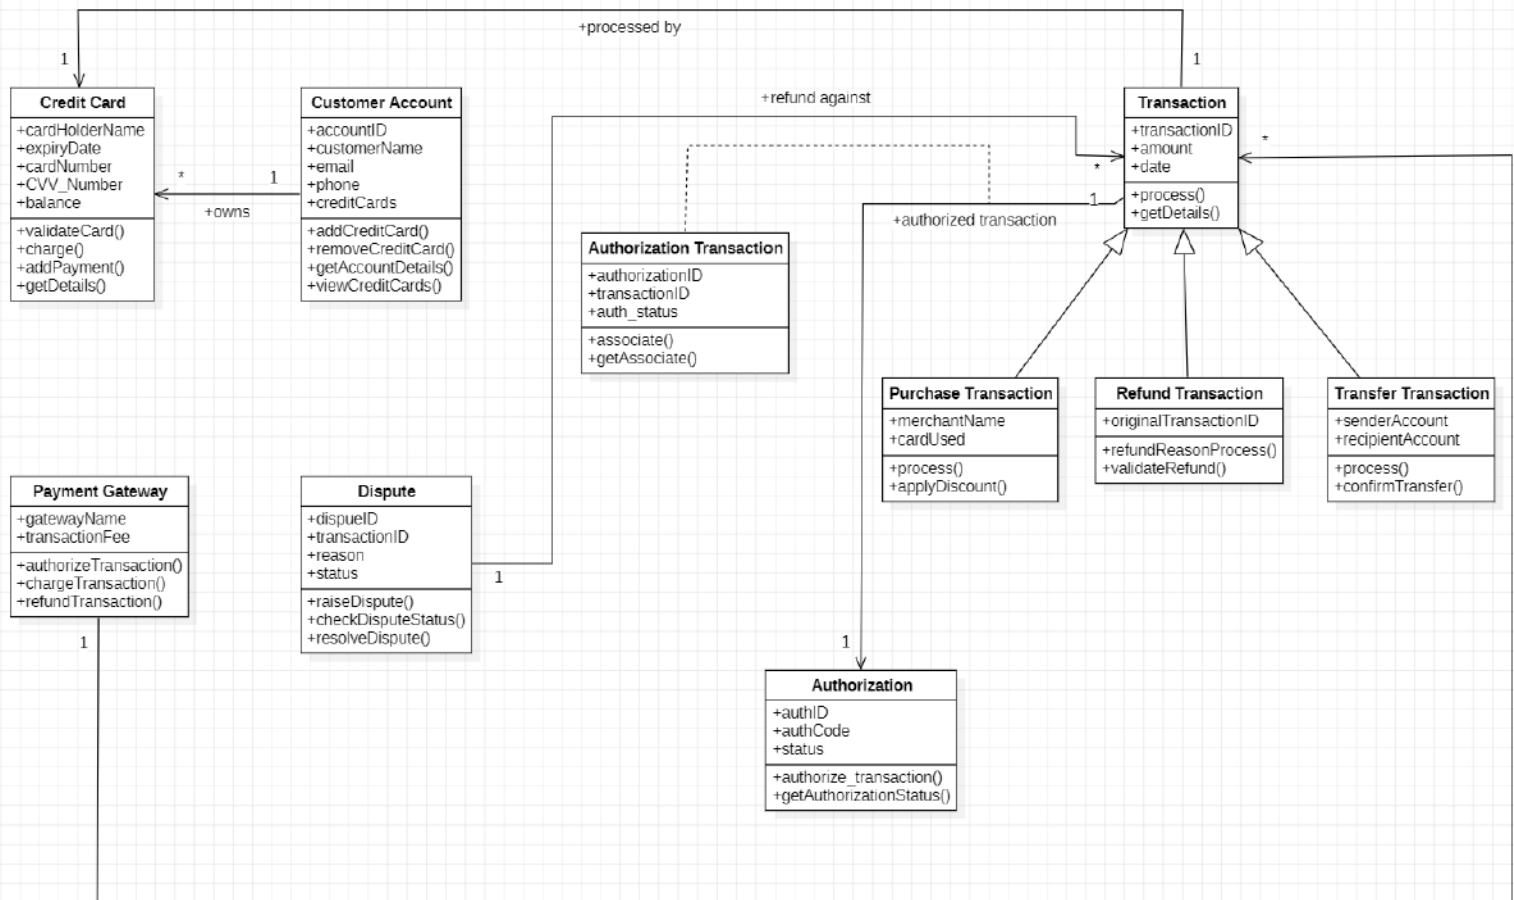 +processed by
1
1
Credit Card
+cardHolderName
+expiryDate
+cardNumber
+CVV_Number
+balance
+validateCard()
+charge()
+addPayment()
+getDetails()
*
1
+owns
Customer Account
+accountID
+customerName
+email
+phone
+creditCards
+addCreditCard()
+removeCreditCard()
+getAccountDetails()
+viewCreditCards()
+refund against
*
Transaction
+transactionID
+amount
+date
+process()
+getDetails()
*
1
+authorized transaction
Authorization Transaction
+authorizationID
+transactionID
+auth_status
+associate()
+getAssociate()
Purchase Transaction
+merchantName
+cardUsed
+process()
+applyDiscount()
Refund Transaction
+originalTransactionID
+refundReasonProcess()
+validateRefund()
Transfer Transaction
+senderAccount
+recipientAccount
+process()
+confirmTransfer()
Payment Gateway
+gatewayName
+transactionFee
+authorizeTransaction()
+chargeTransaction()
+refundTransaction()
1
Dispute
+dispueID
+transactionID
+reason
+status
+raiseDispute()
+checkDisputeStatus()
+resolveDispute()
1
1
Authorization
+authID
+authCode
+status
+authorize_transaction()
+getAuthorizationStatus()